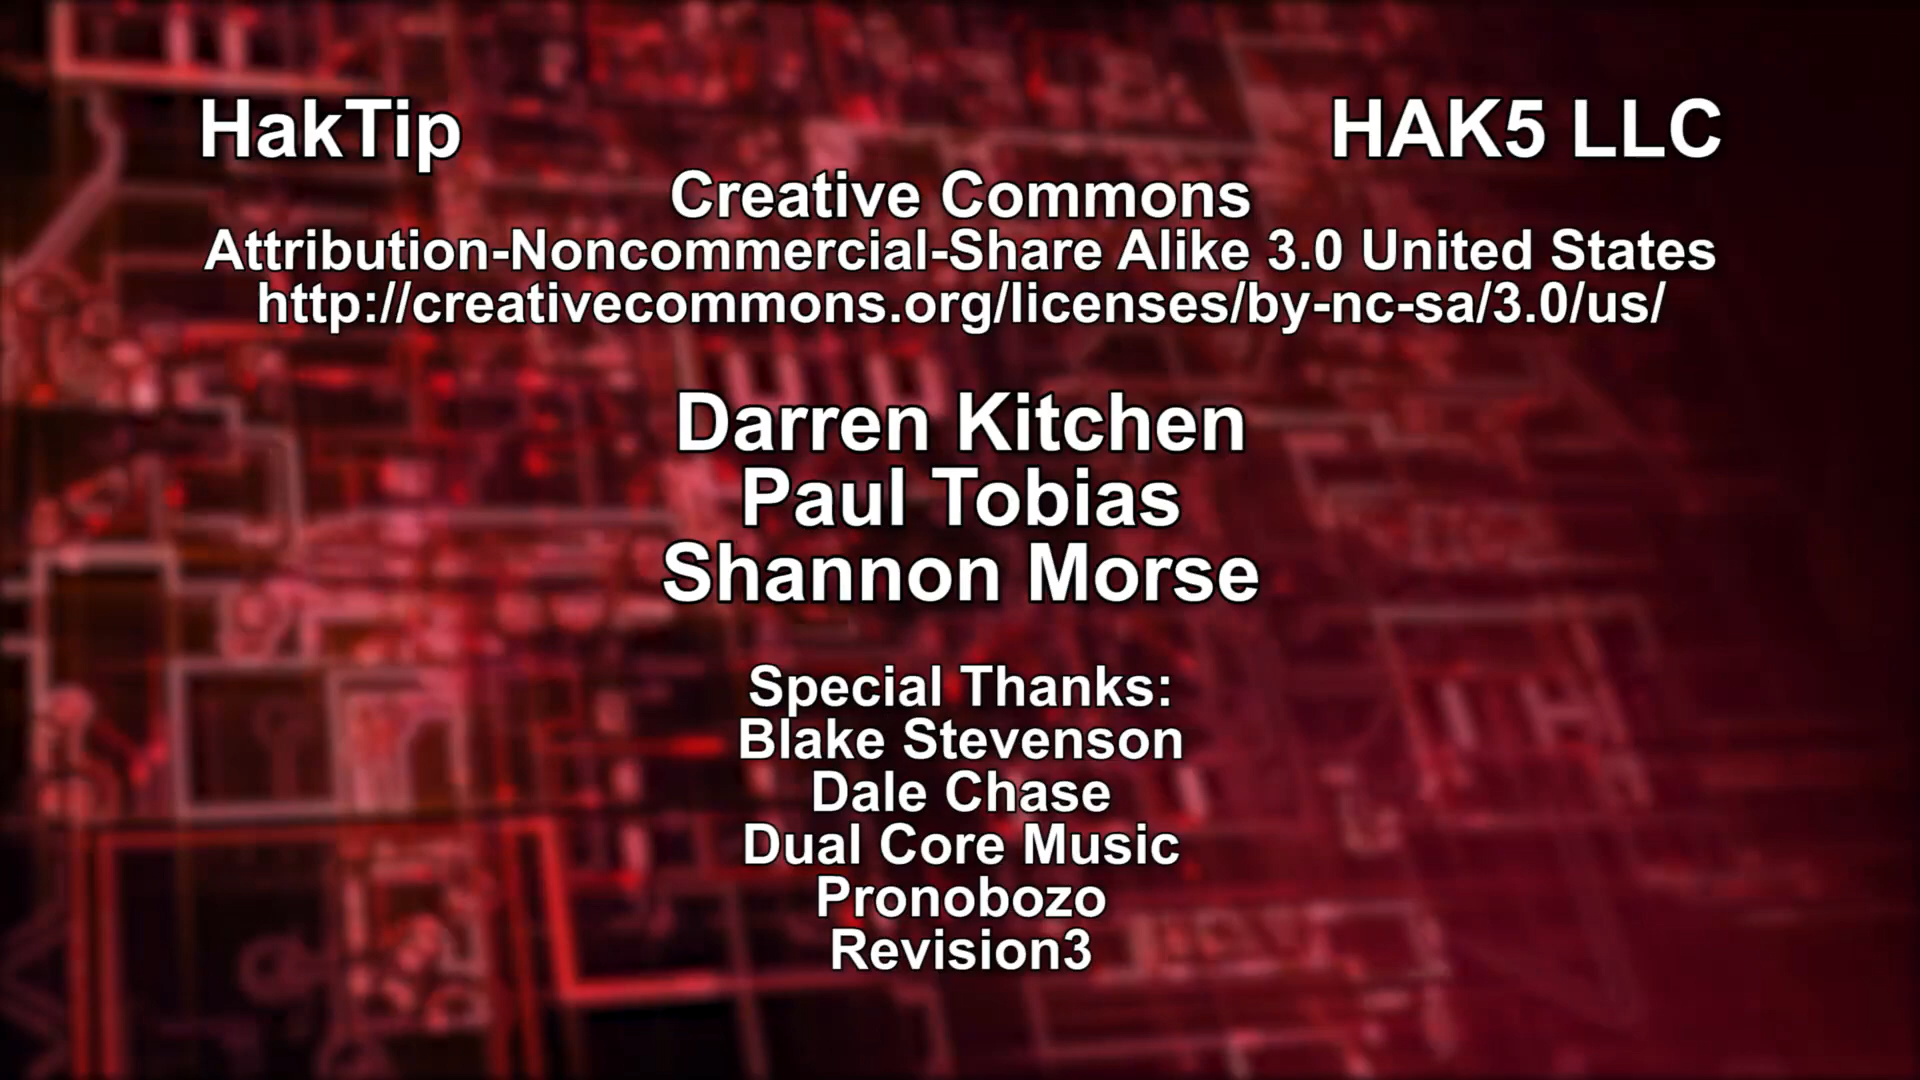 HakTip HAK5 LLC
Creative Commons
Attribution-Noncommercial-Share Alike 3.0 United States
http://creativecommons.org/licenses/by-nc-sa/3.0/us/
Darren Kitchen
Paul Tobias
Shannon Morse
Special Thanks:
Blake Stevenson
Dale Chase
Dual Core Music
Pronobozo
Revision3